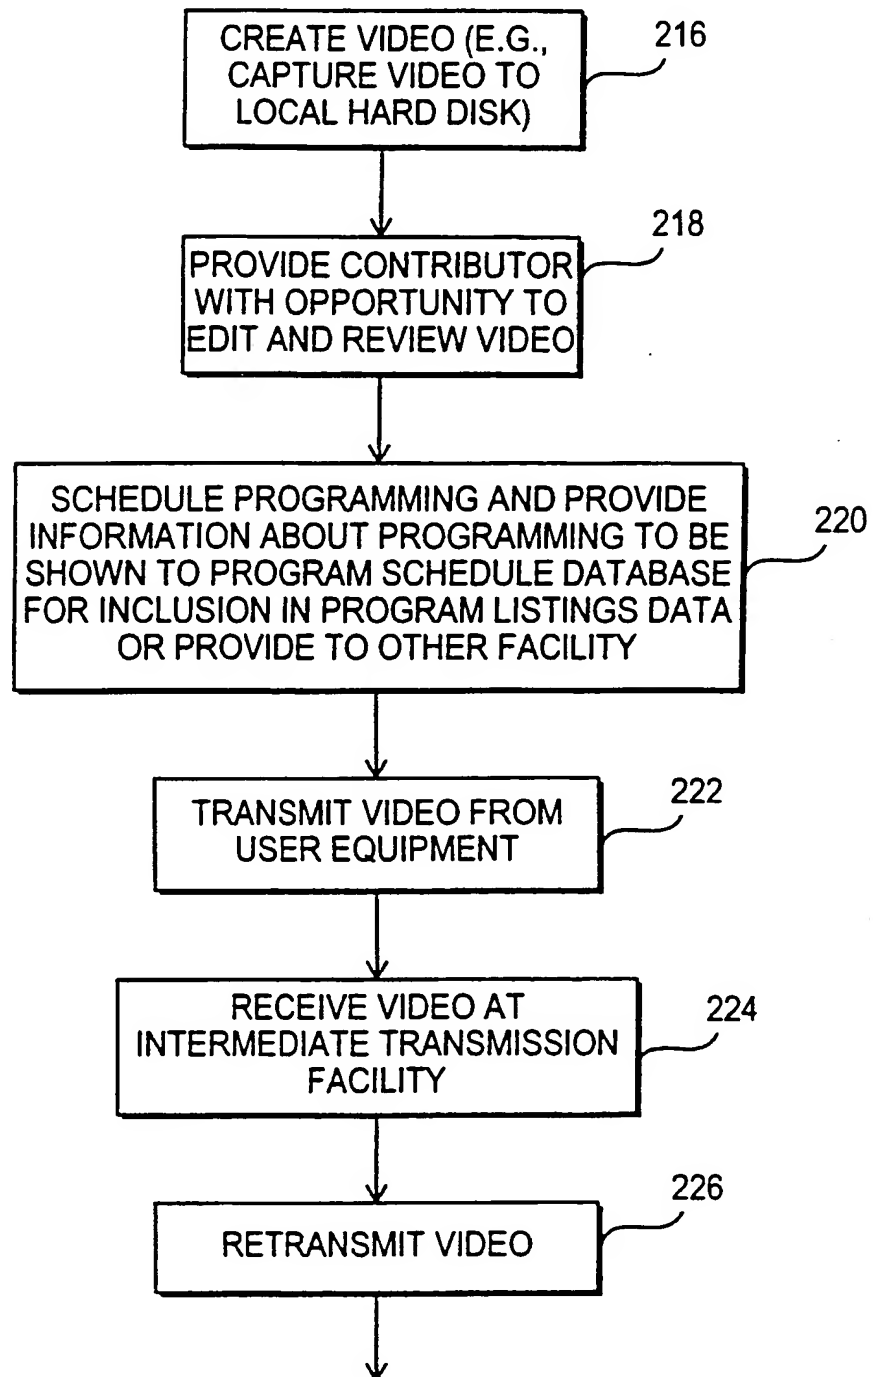 CREATE VIDEO (E.G.,
CAPTURE VIDEO TO
LOCAL HARD DISK)
216
PROVIDE CONTRIBUTOR
WITH OPPORTUNITY TO
EDIT AND REVIEW VIDEO
218
SCHEDULE PROGRAMMING AND PROVIDE
INFORMATION ABOUT PROGRAMMING TO BE
SHOWN TO PROGRAM SCHEDULE DATABASE
FOR INCLUSION IN PROGRAM LISTINGS DATA
OR PROVIDE TO OTHER FACILITY
220
TRANSMIT VIDEO FROM
USER EQUIPMENT
222
RECEIVE VIDEO AT
INTERMEDIATE TRANSMISSION
FACILITY
224
RETRANSMIT VIDEO
226